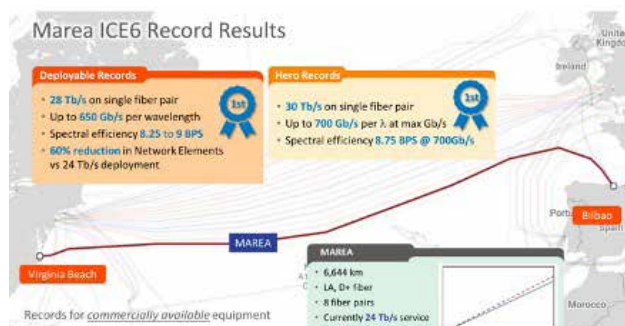 Marea ICE6 Record Results
Deployable Records
1st
• 28 Tb/s on single fiber pair
• Up to 650 Gb/s per wavelength
• Spectral efficiency 8.25 to 9 BPS
• 60% reduction in Network Elements
vs 24 Tb/s deployment
Hero Records
1st
• 30 Tb/s on single fiber pair
• Up to 700 Gb/s per λ at max Gb/s
• Spectral efficiency 8.75 BPS @ 700Gb/s
Ireland
Unite
Kingdo
Portu
Bilbao
Spain
MAREA
Virginia Beach
MAREA
• 6,644 km
• LA, D+ fiber
• 8 fiber pairs
• Currently 24 Tb/s service
Morocco
Records for commercially available equipment